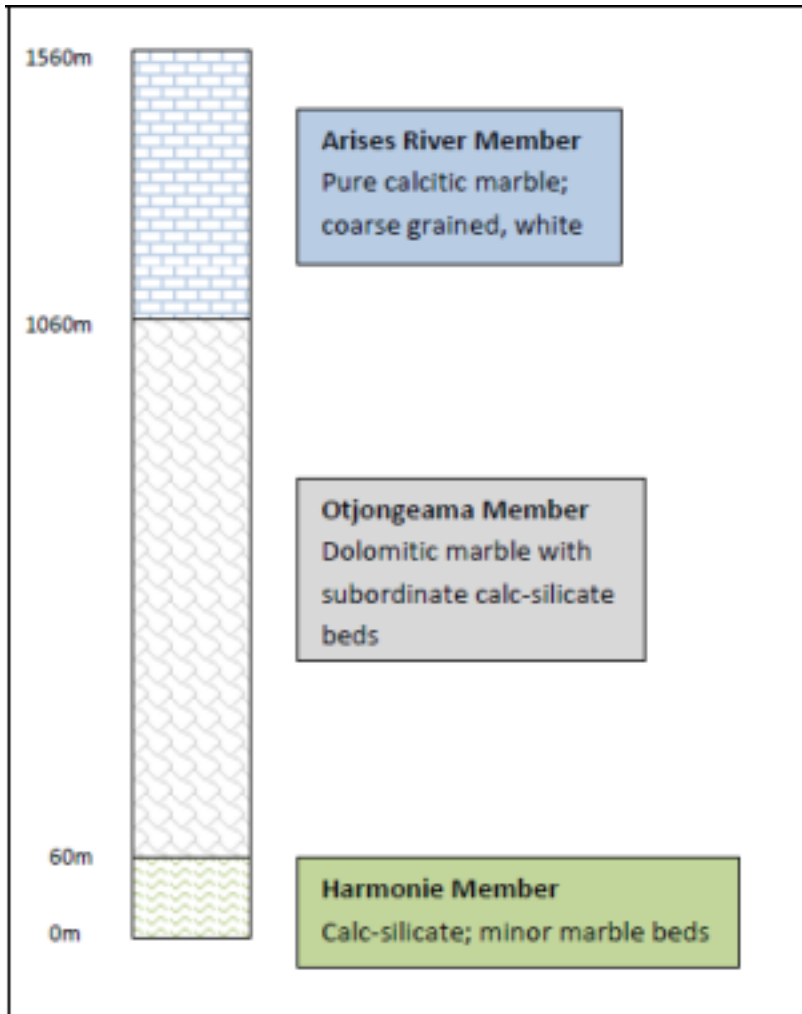 1560m
Arises River Member
Pure calcitic marble;
coarse grained, white
1060m
Otjongeama Member
Dolomitic marble with
subordinate calc-silicate
beds
60m
Harmonie Member
Calc-silicate; minor marble beds
0m